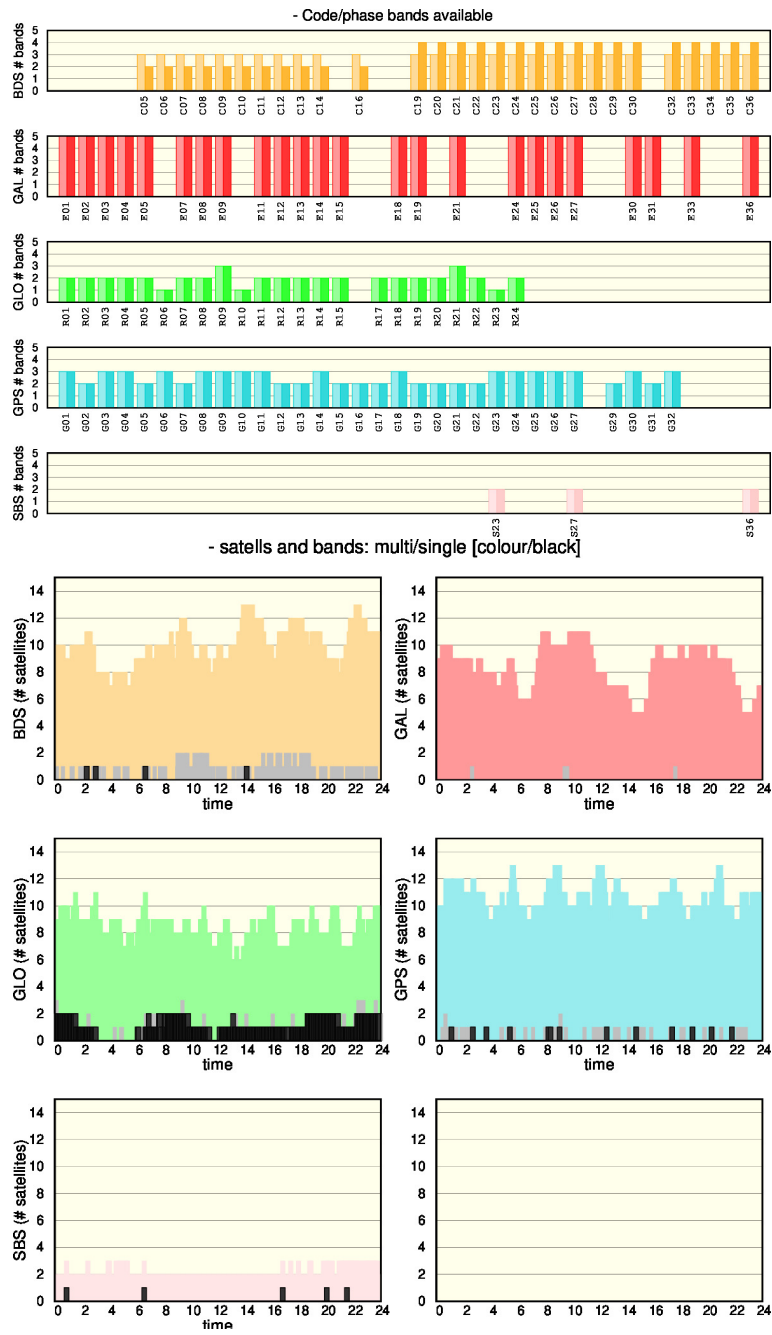 - Code/phase bands available
BDS # bands
5
4
3
2
1
0
C05 C06 C07 C08 C09 C10 C11 C12 C13 C14 C16 C19 C20 C21 C22 C23 C24 C25 C26 C27 C28 C29 C30 C32 C33 C34 C35 C36
GAL # bands
5
4
3
2
1
0
E01 E02 E03 E04 E05 E07 E08 E09 E11 E12 E13 E14 E15 E18 E19 E21 E24 E25 E26 E27 E30 E31 E33 E36
GLO # bands
5
4
3
2
1
0
R01 R02 R03 R04 R05 R06 R07 R08 R09 R10 R11 R12 R13 R14 R15 R17 R18 R19 R20 R21 R22 R23 R24
GPS # bands
5
4
3
2
1
0
G01 G02 G03 G04 G05 G06 G07 G08 G09 G10 G11 G12 G13 G14 G15 G16 G17 G18 G19 G20 G21 G22 G23 G24 G25 G26 G27 G29 G30 G31 G32
SBS # bands
5
4
3
2
1
0
S23 S27 S36
- satells and bands: multi/single [colour/black]
BDS (# satellites)
14
12
10
8
6
4
2
0
0 2 4 6 8 10 12 14 16 18 20 22 24
time
GAL (# satellites)
14
12
10
8
6
4
2
0
0 2 4 6 8 10 12 14 16 18 20 22 24
time
GLO (# satellites)
14
12
10
8
6
4
2
0
0 2 4 6 8 10 12 14 16 18 20 22 24
time
GPS (# satellites)
14
12
10
8
6
4
2
0
0 2 4 6 8 10 12 14 16 18 20 22 24
time
SBS (# satellites)
14
12
10
8
6
4
2
0
0 2 4 6 8 10 12 14 16 18 20 22 24
time
14
12
10
8
6
4
2
0
0 2 4 6 8 10 12 14 16 18 20 22 24